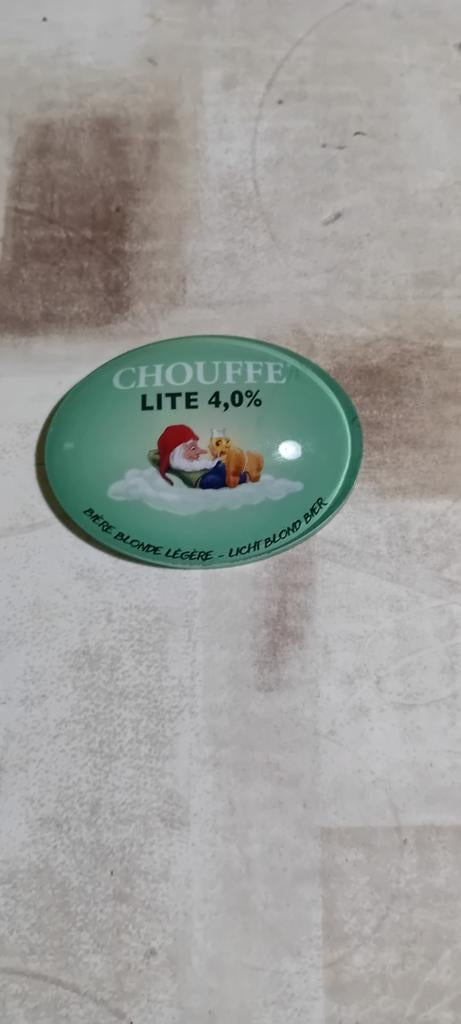 CHOUFFE
LITE 4,0%
BIÈRE BLONDE LÉGÈRE - LICHT BLOND BIER